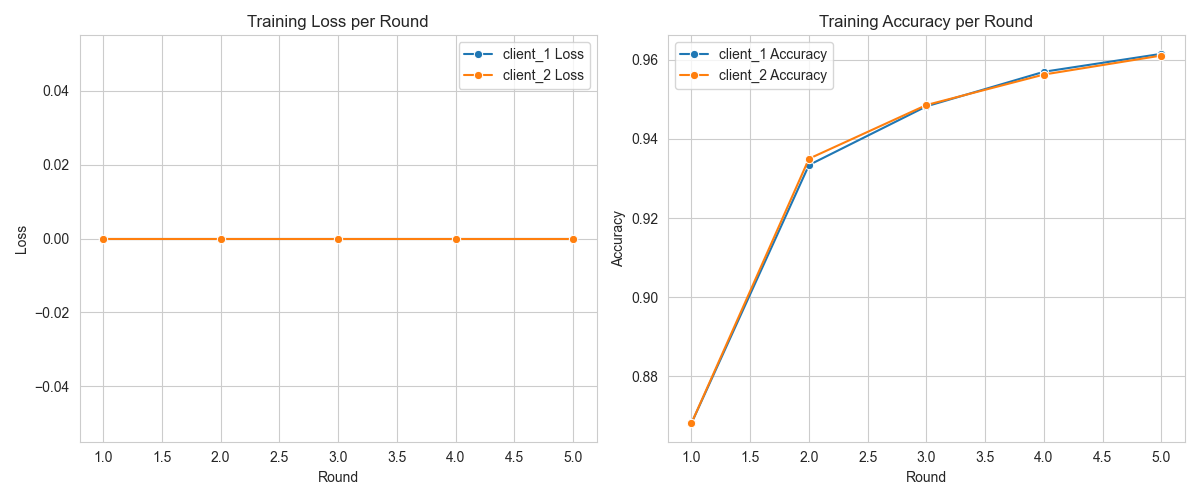 Training Loss per Round
client_1 Loss
client_2 Loss
0.04
0.02
0.00
−0.02
−0.04
Loss
1.0 1.5 2.0 2.5 3.0 3.5 4.0 4.5 5.0
Round
Training Accuracy per Round
client_1 Accuracy
client_2 Accuracy
0.96
0.94
0.92
0.90
0.88
Accuracy
1.0 1.5 2.0 2.5 3.0 3.5 4.0 4.5 5.0
Round